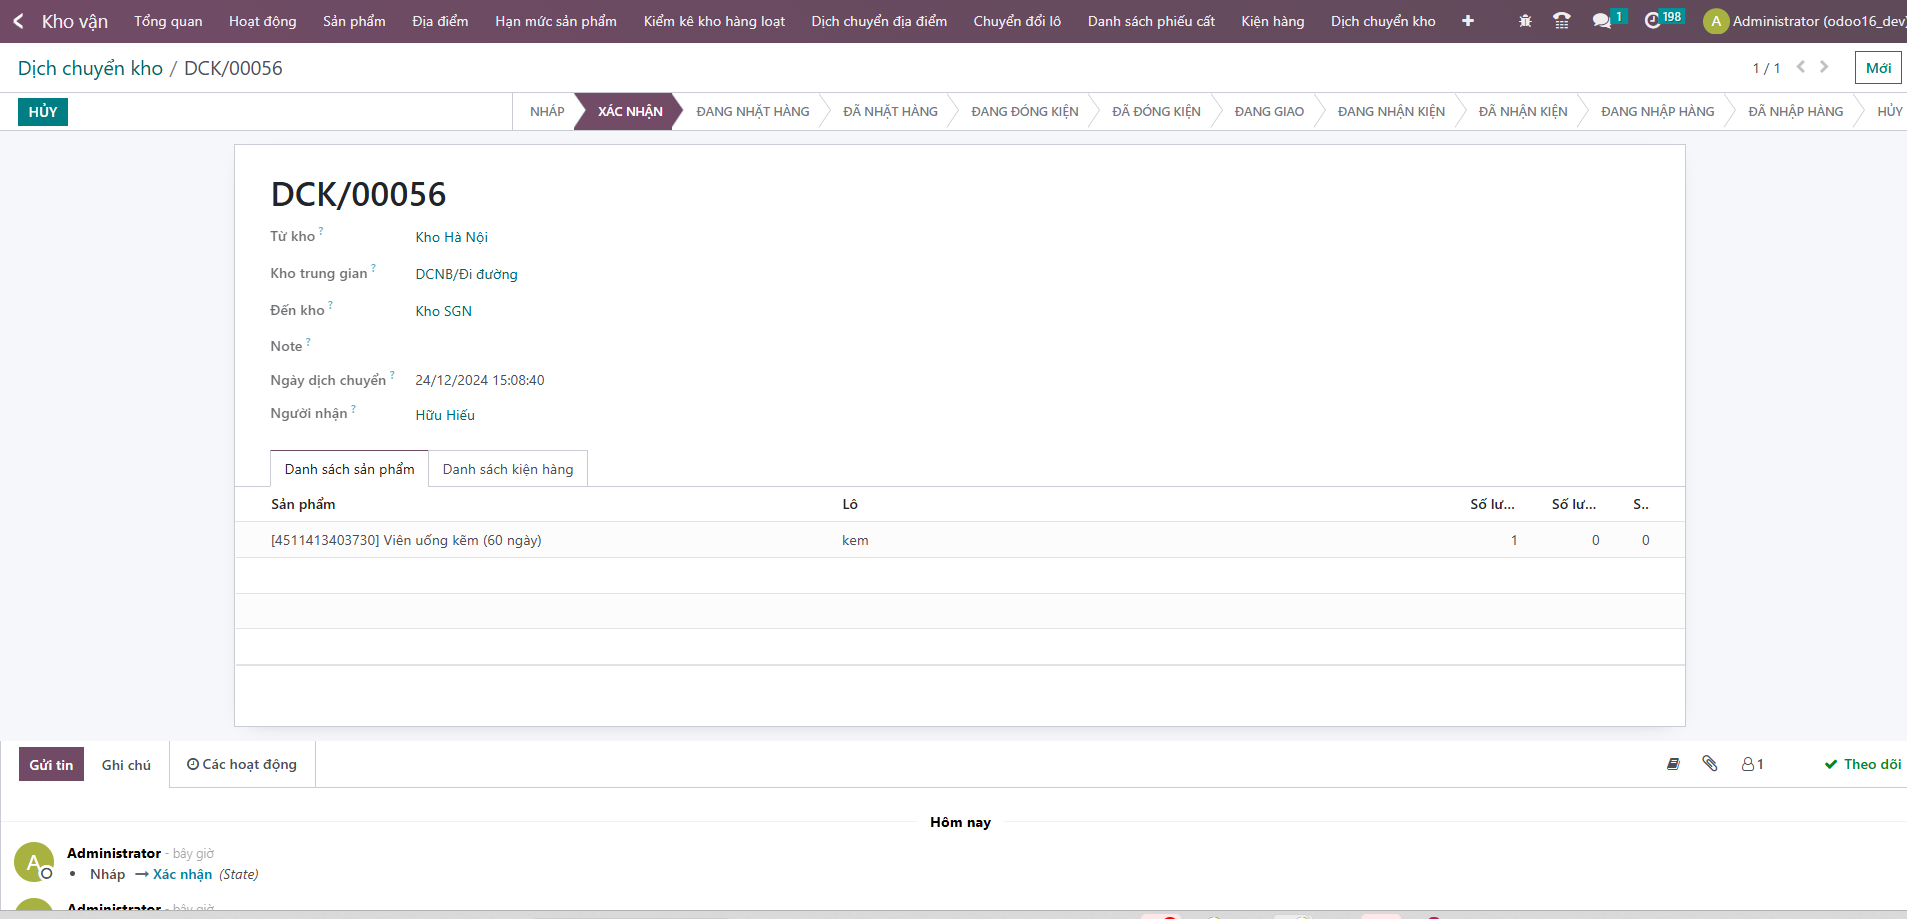 Kho vận Tổng quan Hoạt động Sản phẩm Địa điểm Hạn mức sản phẩm Kiểm kê kho hàng loạt Dịch chuyển địa điểm Chuyển đổi lô Danh sách phiếu cất Kiện hàng Dịch chuyển kho 1 198 A Administrator (odoo16_dev)
Dịch chuyển kho / DCK/00056 1 / 1 Mới
HỦY NHÁP XÁC NHẬN ĐANG NHẶT HÀNG ĐÃ NHẶT HÀNG ĐANG ĐÓNG KIỆN ĐÃ ĐÓNG KIỆN ĐANG GIAO ĐANG NHẬN KIỆN ĐÃ NHẬN KIỆN ĐANG NHẬP HÀNG ĐÃ NHẬP HÀNG HỦY
DCK/00056
Từ kho ? Kho Hà Nội
Kho trung gian ? DCNB/Đi đường
Đến kho ? Kho SGN
Note ?
Ngày dịch chuyển ? 24/12/2024 15:08:40
Người nhận ? Hữu Hiếu
Danh sách sản phẩm Danh sách kiện hàng
Sản phẩm Lô Số lư... Số lư... S..
[4511413403730] Viên uống kẽm (60 ngày) kem 1 0 0
Gửi tin Ghi chú Các hoạt động 1 Theo dõi
Hôm nay
A Administrator - bây giờ
• Nháp → Xác nhận (State)
Administrator - bây giờ